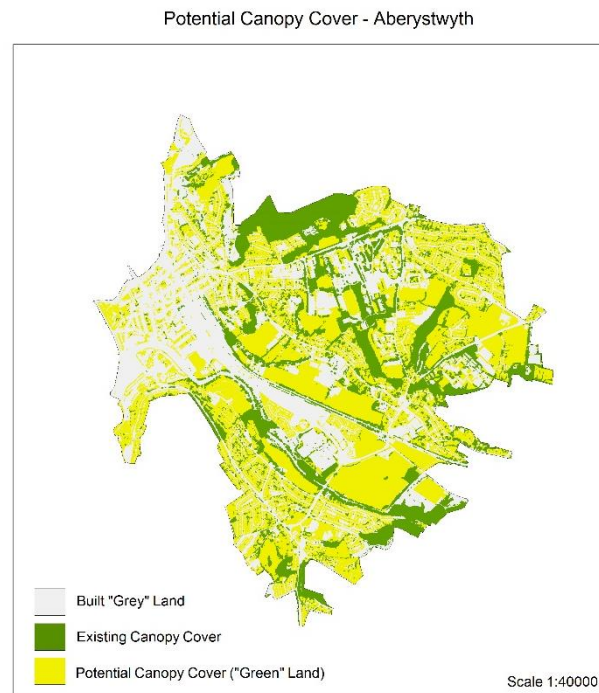 Potential Canopy Cover - Aberystwyth
Built "Grey" Land
Existing Canopy Cover
Potential Canopy Cover ("Green" Land)
Scale 1:40000